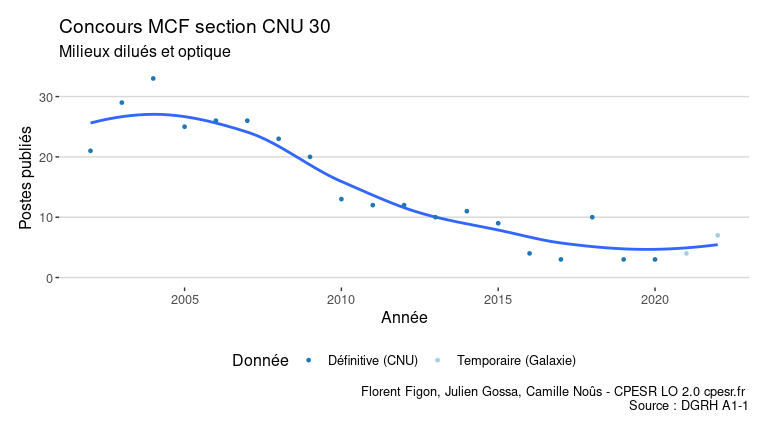 Concours MCF section CNU 30
Milieux dilués et optique
Postes publiés
30
20
10
0
2005 2010 2015 2020
Année
Donnée Définitive (CNU) Temporaire (Galaxie)
Florent Figon, Julien Gossa, Camille Noûs - CPESR LO 2.0 cpesr.fr
Source : DGRH A1-1